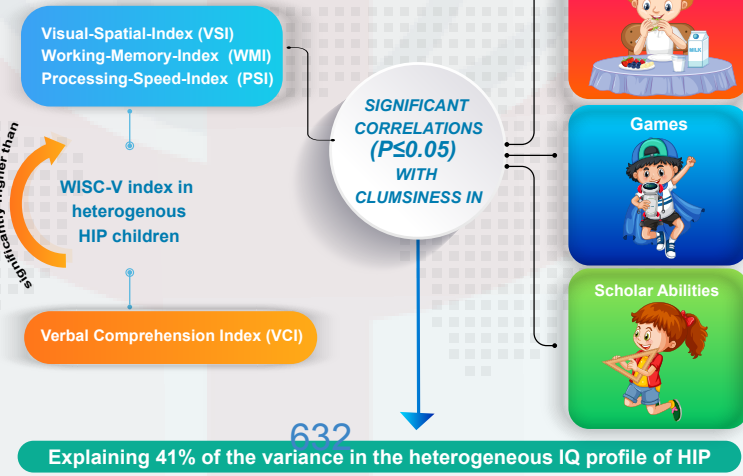 Visual-Spatial-Index (VSI)
Working-Memory-Index (WMI)
Processing-Speed-Index (PSI)
significantly higher than
WISC-V index in
heterogenous
HIP children
Verbal Comprehension Index (VCI)
SIGNIFICANT
CORRELATIONS
(P≤0.05)
WITH
CLUMSINESS IN
MILK
Games
Scholar Abilities
632
Explaining 41% of the variance in the heterogeneous IQ profile of HIP